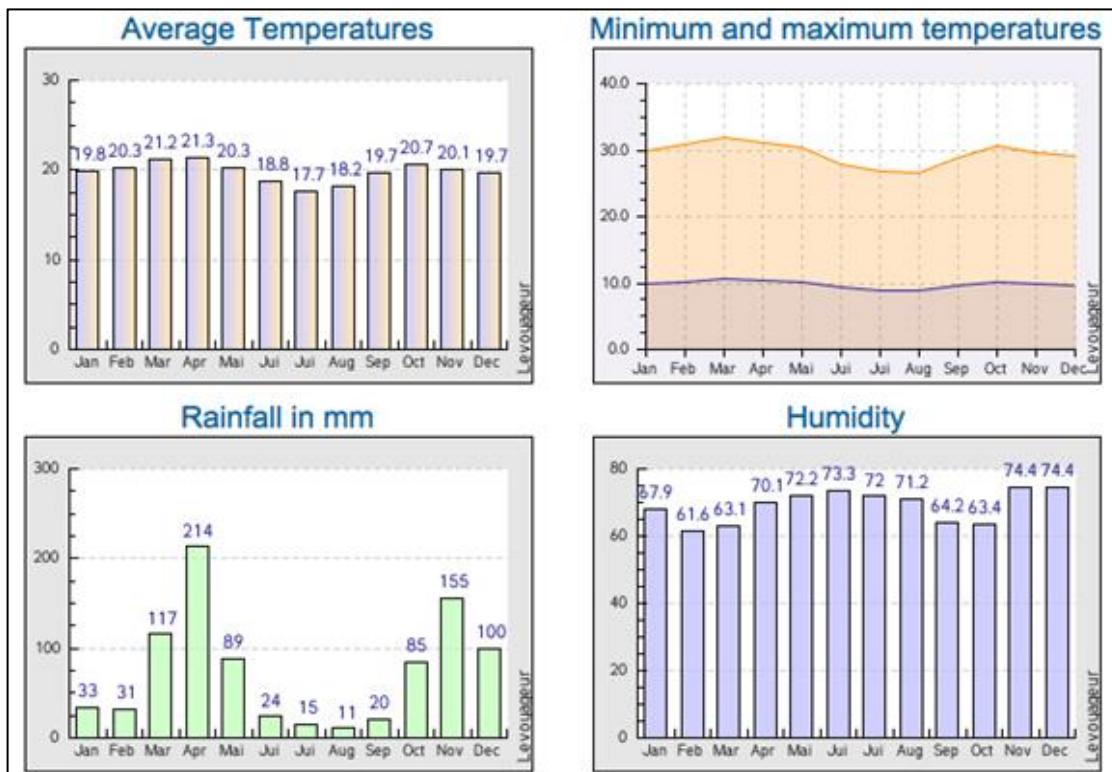 Average Temperatures
30
20
10
0
19.8 20.3 21.2 21.3 20.3 18.8 17.7 18.2 19.7 20.7 20.1 19.7
Jan Feb Mar Apr Mai Jui Jui Aug Sep Oct Nov Dec
Levoyageur
Minimum and maximum temperatures
40.0
30.0
20.0
10.0
0.0
Jan Feb Mar Apr Mai Jui Jui Aug Sep Oct Nov Dec
Levoyageur
Rainfall in mm
300
200
100
0
33 31 117 214 89 24 15 11 20 85 155 100
Jan Feb Mar Apr Mai Jui Jui Aug Sep Oct Nov Dec
Levoyageur
Humidity
80
60
40
20
0
67.9 61.6 63.1 70.1 72.2 73.3 72 71.2 64.2 63.4 74.4 74.4
Jan Feb Mar Apr Mai Jui Jui Aug Sep Oct Nov Dec
Levoyageur